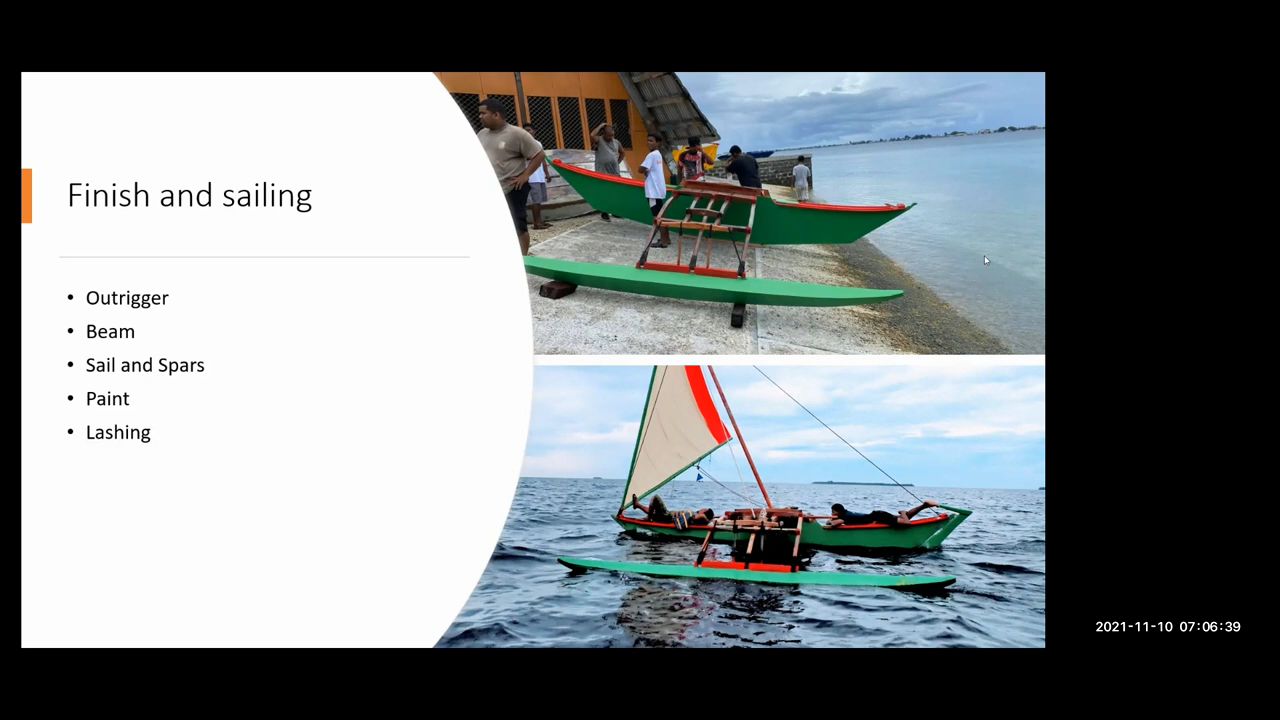 Finish and sailing
• Outrigger
• Beam
• Sail and Spars
• Paint
• Lashing
2021-11-10 07:06:39